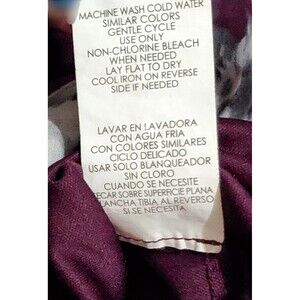 MACHINE WASH COLD WATER
SIMILAR COLORS
GENTLE CYCLE
USE ONLY
NON-CHLORINE BLEACH
WHEN NEEDED
LAY FLAT TO DRY
COOL IRON ON REVERSE
SIDE IF NEEDED
LAVAR EN LAVADORA
CON AGUA FRIA
CON COLORES SIMILARES
CICLO DELICADO
USAR SOLO BLANQUEADOR
SIN CLORO
CUANDO SE NECESITE
ECAR SOBRE SUPERFICIE PLANA
LANCHA TIBIA AL REVERSO
SI SE NECESITA